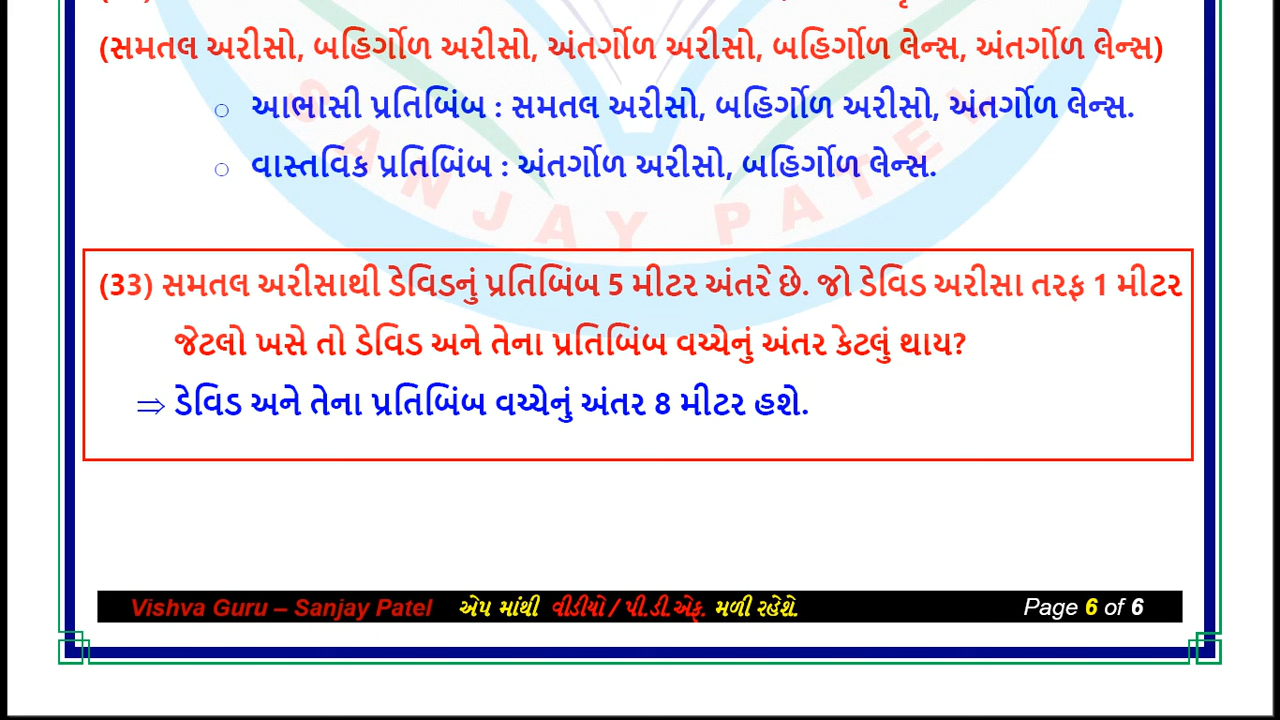 (સમતલ અરીસો, બહિર્ગોળ અરીસો, અંતર્ગોળ અરીસો, બહિર્ગોળ લેન્સ, અંતર્ગોળ લેન્સ)
○ આભાસી પ્રતિબિંબ : સમતલ અરીસો, બહિર્ગોળ અરીસો, અંતર્ગોળ લેન્સ.
○ વાસ્તવિક પ્રતિબિંબ : અંતર્ગોળ અરીસો, બહિર્ગોળ લેન્સ.
SANJAY PATEL
(33) સમતલ અરીસાથી ડેવિડનું પ્રતિબિંબ 5 મીટર અંતરે છે. જો ડેવિડ અરીસા તરફ 1 મીટર
જેટલો ખસે તો ડેવિડ અને તેના પ્રતિબિંબ વચ્ચેનું અંતર કેટલું થાય?
⇒ ડેવિડ અને તેના પ્રતિબિંબ વચ્ચેનું અંતર 8 મીટર હશે.
Vishva Guru – Sanjay Patel એપ માંથી વીડીયો / પી.ડી.એફ. મળી રહેશે. Page 6 of 6